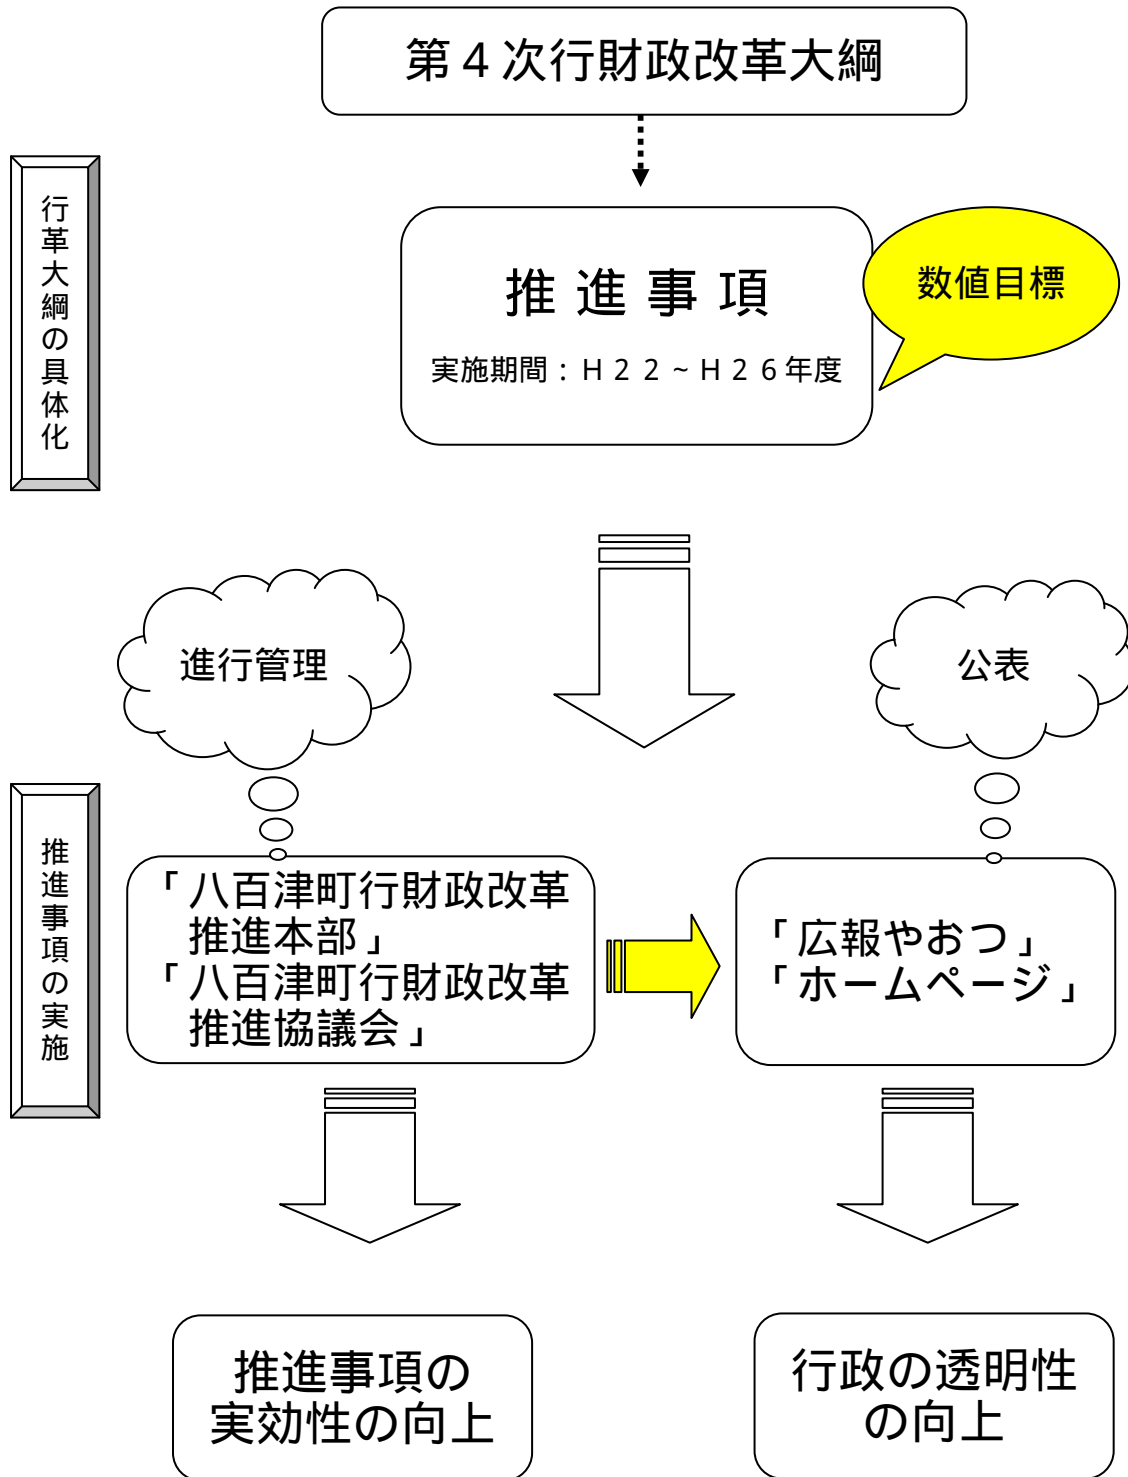 第４次行財政改革大綱
行革大綱の具体化
推進事項
数値目標
実施期間：Ｈ２２～Ｈ２６年度
進行管理
公表
推進事項の実施
「八百津町行財政改革
推進本部」
「八百津町行財政改革
推進協議会」
「広報やおつ」
「ホームページ」
推進事項の
実効性の向上
行政の透明性
の向上